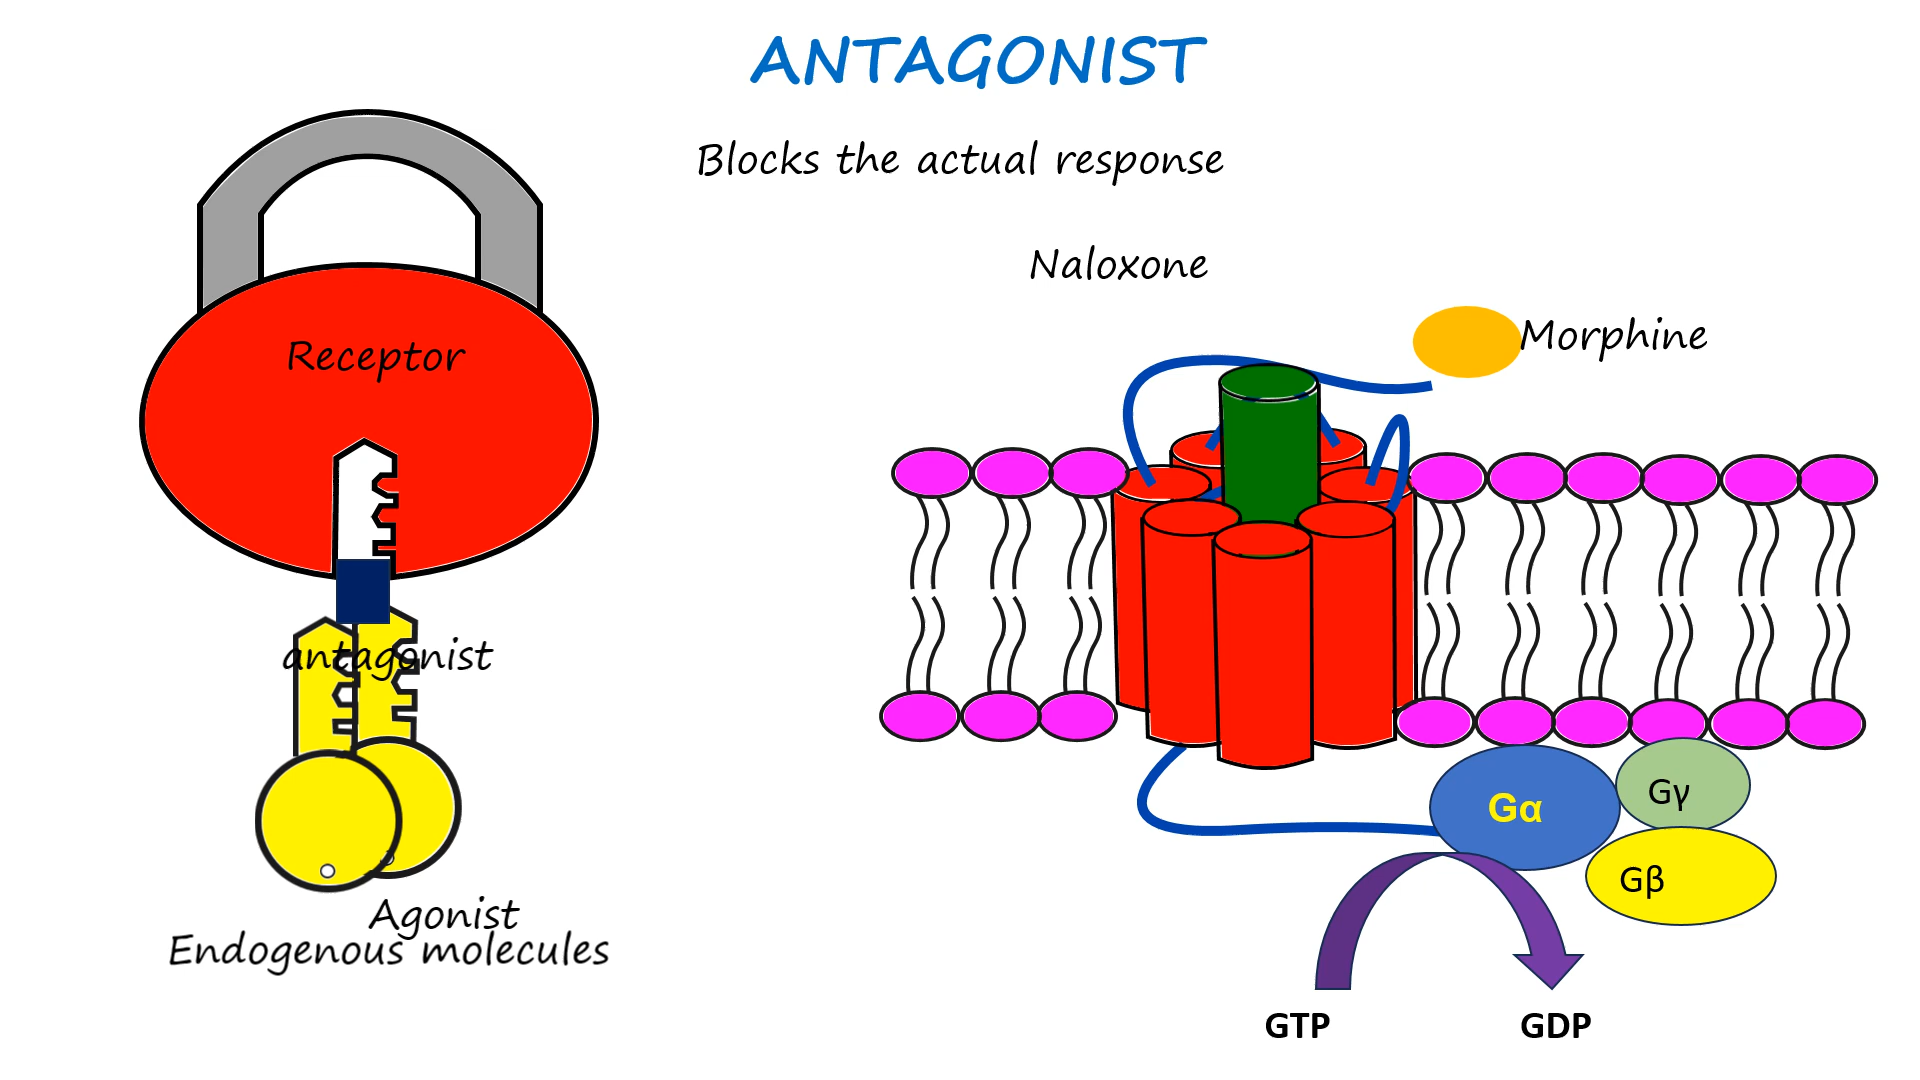 ANTAGONIST
Blocks the actual response
Naloxone
Morphine
Receptor
antagonist
Agonist
Endogenous molecules
Gα
Gγ
Gβ
GTP
GDP